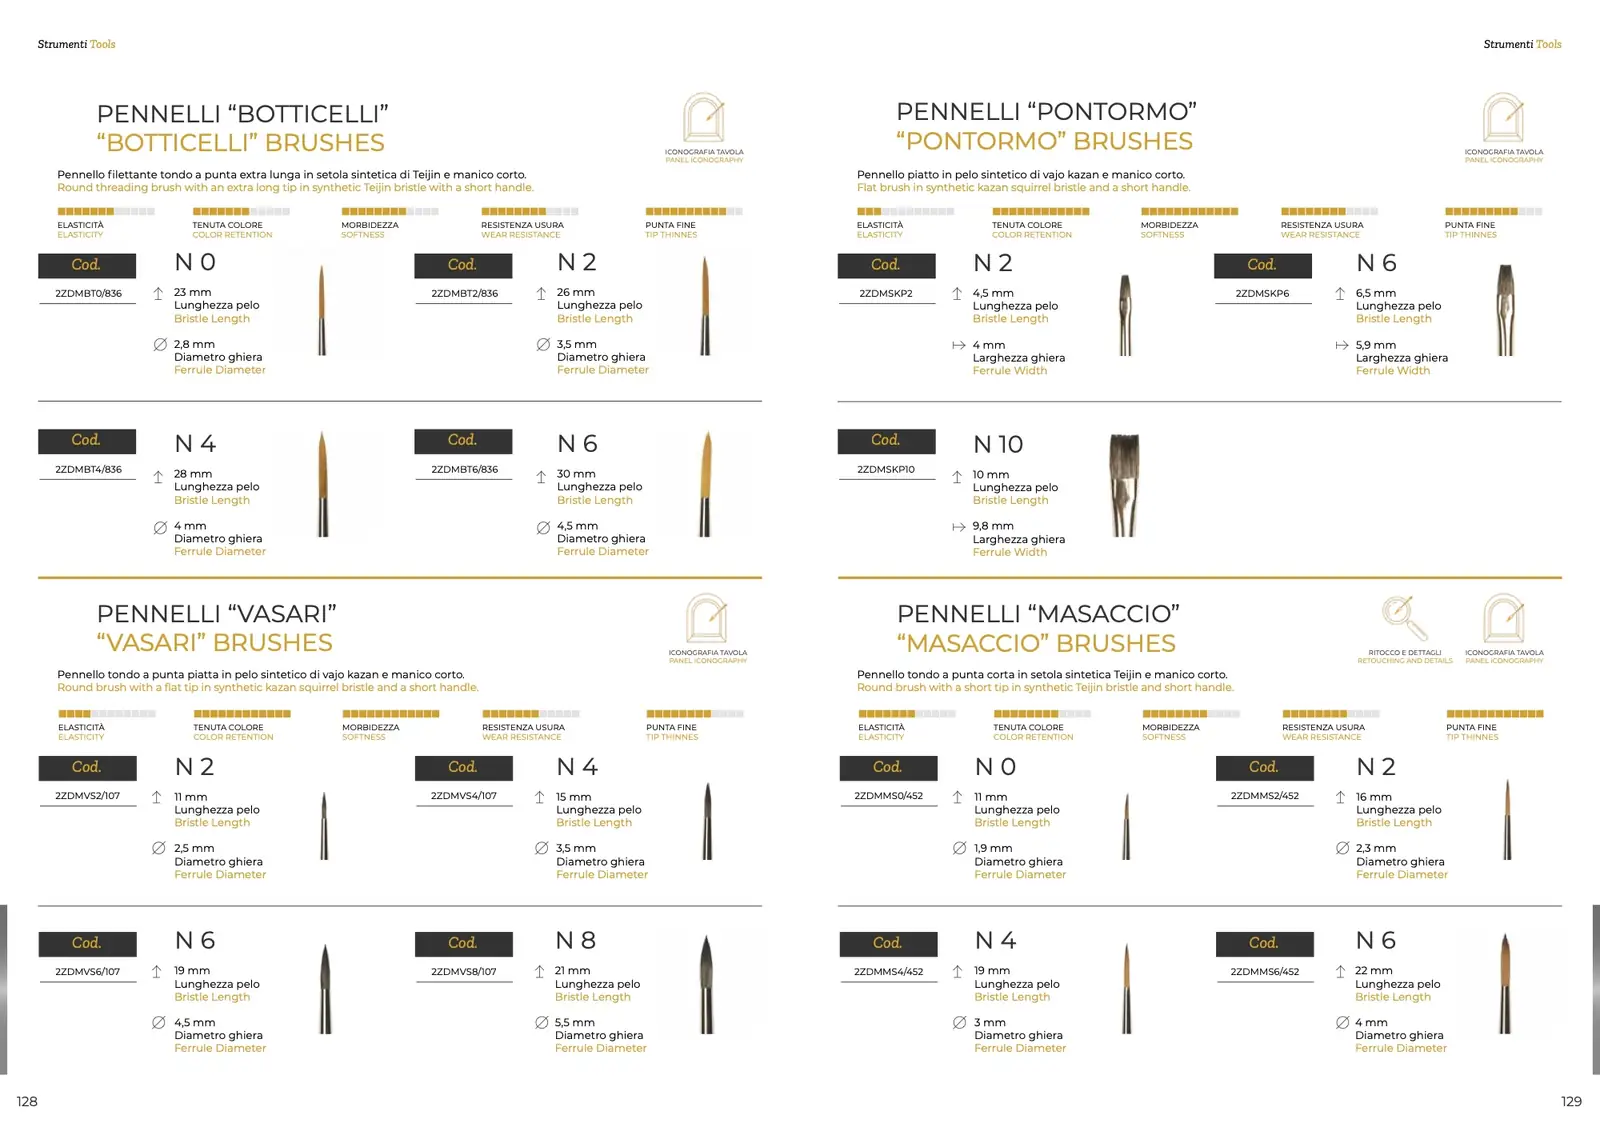 Strumenti Tools
PENNELLI “BOTTICELLI”
“BOTTICELLI” BRUSHES
ICONOGRAFIA TAVOLA
PANEL ICONOGRAPHY
Pennello filettante tondo a punta extra lunga in setola sintetica di Teijin e manico corto.
Round threading brush with an extra long tip in synthetic Teijin bristle with a short handle.
ELASTICITÀ
ELASTICITY
TENUTA COLORE
COLOR RETENTION
MORBIDEZZA
SOFTNESS
RESISTENZA USURA
WEAR RESISTANCE
PUNTA FINE
TIP THINNES
Cod.
2ZDMBT0/836
N 0
23 mm
Lunghezza pelo
Bristle Length
2,8 mm
Diametro ghiera
Ferrule Diameter
Cod.
2ZDMBT2/836
N 2
26 mm
Lunghezza pelo
Bristle Length
3,5 mm
Diametro ghiera
Ferrule Diameter
Cod.
2ZDMBT4/836
N 4
28 mm
Lunghezza pelo
Bristle Length
4 mm
Diametro ghiera
Ferrule Diameter
Cod.
2ZDMBT6/836
N 6
30 mm
Lunghezza pelo
Bristle Length
4,5 mm
Diametro ghiera
Ferrule Diameter
PENNELLI “VASARI”
“VASARI” BRUSHES
ICONOGRAFIA TAVOLA
PANEL ICONOGRAPHY
Pennello tondo a punta piatta in pelo sintetico di vajo kazan e manico corto.
Round brush with a flat tip in synthetic kazan squirrel bristle and a short handle.
ELASTICITÀ
ELASTICITY
TENUTA COLORE
COLOR RETENTION
MORBIDEZZA
SOFTNESS
RESISTENZA USURA
WEAR RESISTANCE
PUNTA FINE
TIP THINNES
Cod.
2ZDMVS2/107
N 2
11 mm
Lunghezza pelo
Bristle Length
2,5 mm
Diametro ghiera
Ferrule Diameter
Cod.
2ZDMVS4/107
N 4
15 mm
Lunghezza pelo
Bristle Length
3,5 mm
Diametro ghiera
Ferrule Diameter
Cod.
2ZDMVS6/107
N 6
19 mm
Lunghezza pelo
Bristle Length
4,5 mm
Diametro ghiera
Ferrule Diameter
Cod.
2ZDMVS8/107
N 8
21 mm
Lunghezza pelo
Bristle Length
5,5 mm
Diametro ghiera
Ferrule Diameter
128
Strumenti Tools
PENNELLI “PONTORMO”
“PONTORMO” BRUSHES
ICONOGRAFIA TAVOLA
PANEL ICONOGRAPHY
Pennello piatto in pelo sintetico di vajo kazan e manico corto.
Flat brush in synthetic kazan squirrel bristle and a short handle.
ELASTICITÀ
ELASTICITY
TENUTA COLORE
COLOR RETENTION
MORBIDEZZA
SOFTNESS
RESISTENZA USURA
WEAR RESISTANCE
PUNTA FINE
TIP THINNES
Cod.
2ZDMSKP2
N 2
4,5 mm
Lunghezza pelo
Bristle Length
4 mm
Larghezza ghiera
Ferrule Width
Cod.
2ZDMSKP6
N 6
6,5 mm
Lunghezza pelo
Bristle Length
5,9 mm
Larghezza ghiera
Ferrule Width
Cod.
2ZDMSKP10
N 10
10 mm
Lunghezza pelo
Bristle Length
9,8 mm
Larghezza ghiera
Ferrule Width
PENNELLI “MASACCIO”
“MASACCIO” BRUSHES
RITOCCO E DETTAGLI
RETOUCHING AND DETAILS
ICONOGRAFIA TAVOLA
PANEL ICONOGRAPHY
Pennello tondo a punta corta in setola sintetica Teijin e manico corto.
Round brush with a short tip in synthetic Teijin bristle and short handle.
ELASTICITÀ
ELASTICITY
TENUTA COLORE
COLOR RETENTION
MORBIDEZZA
SOFTNESS
RESISTENZA USURA
WEAR RESISTANCE
PUNTA FINE
TIP THINNES
Cod.
2ZDMMS0/452
N 0
11 mm
Lunghezza pelo
Bristle Length
1,9 mm
Diametro ghiera
Ferrule Diameter
Cod.
2ZDMMS2/452
N 2
16 mm
Lunghezza pelo
Bristle Length
2,3 mm
Diametro ghiera
Ferrule Diameter
Cod.
2ZDMMS4/452
N 4
19 mm
Lunghezza pelo
Bristle Length
3 mm
Diametro ghiera
Ferrule Diameter
Cod.
2ZDMMS6/452
N 6
22 mm
Lunghezza pelo
Bristle Length
4 mm
Diametro ghiera
Ferrule Diameter
129